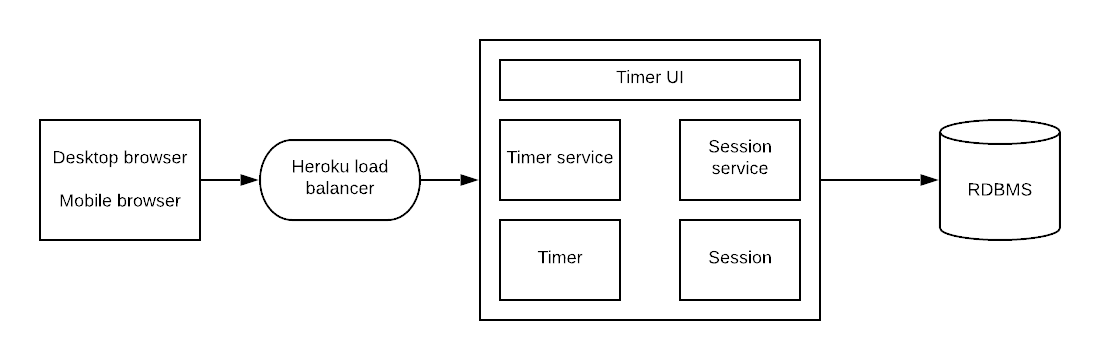 Desktop browser
Mobile browser
Heroku load
balancer
Timer UI
Timer service
Session
service
Timer
Session
RDBMS